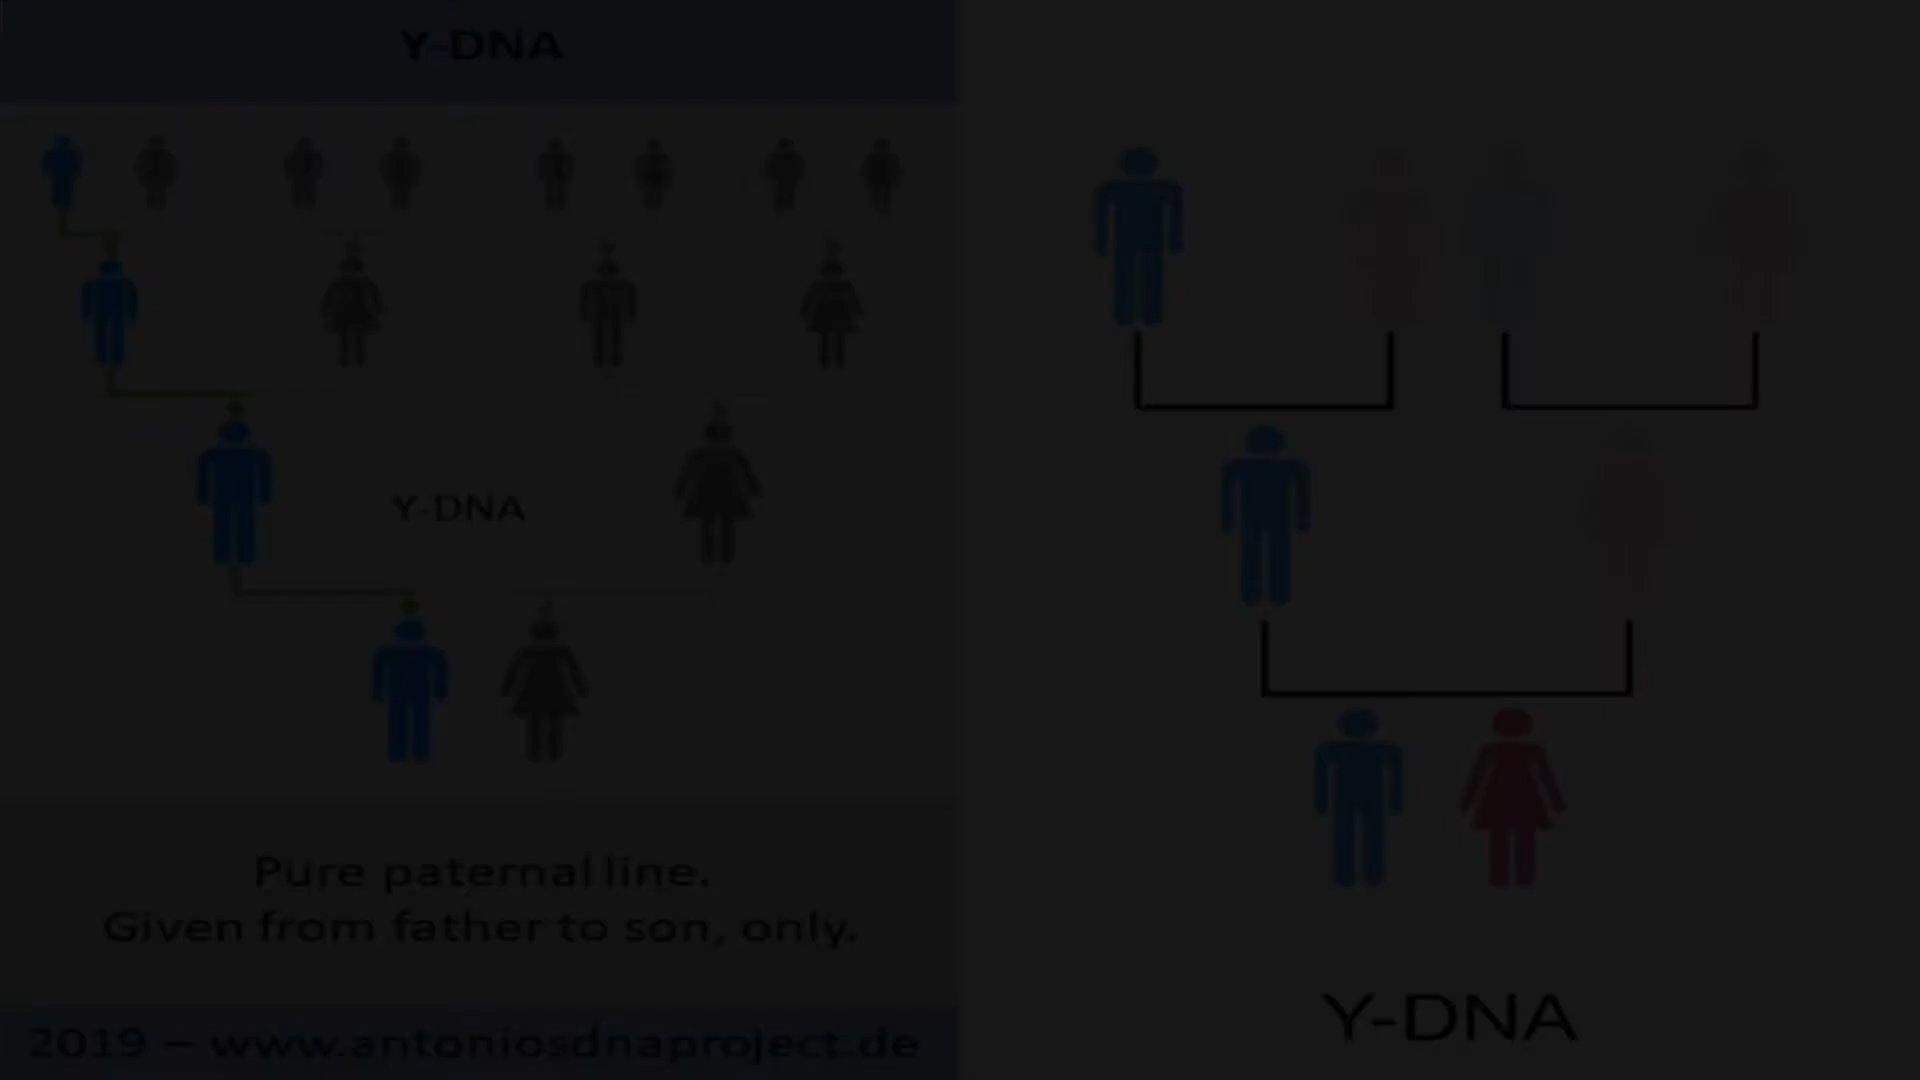 Y-DNA
Y-DNA
Pure paternal line.
Given from father to son, only.
2019 – www.antoniosdnaproject.de
Y-DNA